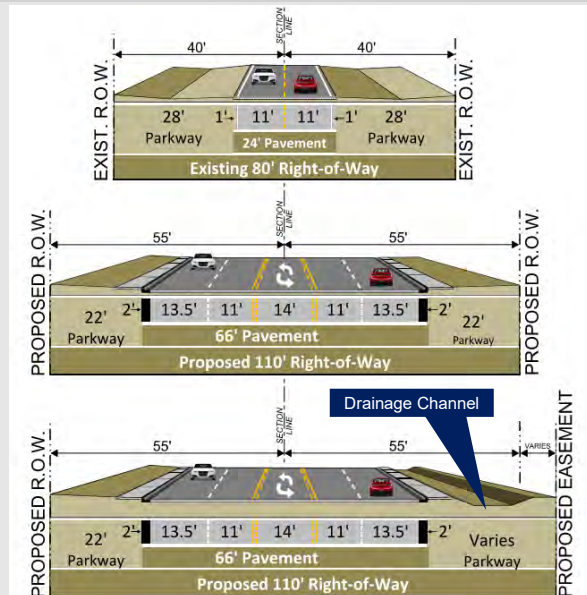 SECTION LINE
40' 40'
EXIST. R.O.W.
28' Parkway 1' 11' 11' 1' 28' Parkway
24' Pavement
Existing 80' Right-of-Way
EXIST. R.O.W.
SECTION LINE
55' 55'
PROPOSED R.O.W.
22' Parkway 2' 13.5' 11' 14' 11' 13.5' 2' 22' Parkway
66' Pavement
Proposed 110' Right-of-Way
PROPOSED R.O.W.
Drainage Channel
SECTION LINE
55' 55' VARIES
PROPOSED R.O.W.
22' Parkway 2' 13.5' 11' 14' 11' 13.5' 2' Varies Parkway
66' Pavement
Proposed 110' Right-of-Way
PROPOSED EASEMENT